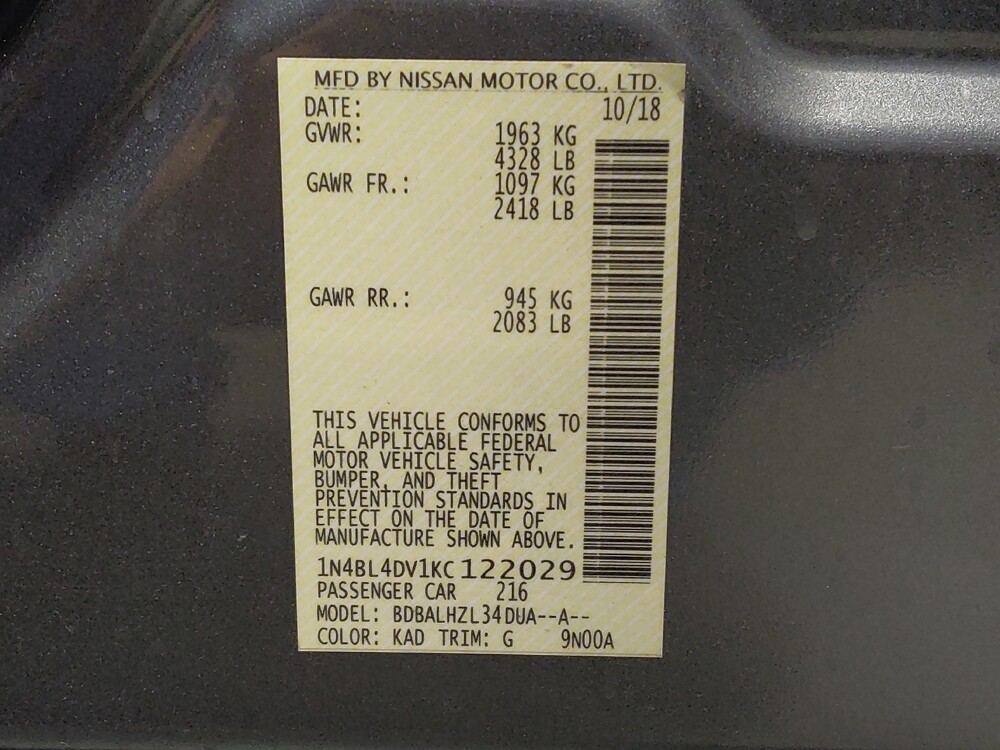 MFD BY NISSAN MOTOR CO., LTD.
DATE: 10/18
GVWR: 1963 KG
4328 LB
GAWR FR.: 1097 KG
2418 LB
GAWR RR.: 945 KG
2083 LB
THIS VEHICLE CONFORMS TO
ALL APPLICABLE FEDERAL
MOTOR VEHICLE SAFETY,
BUMPER, AND THEFT
PREVENTION STANDARDS IN
EFFECT ON THE DATE OF
MANUFACTURE SHOWN ABOVE.
1N4BL4DV1KC122029
PASSENGER CAR 216
MODEL: BDBALHZL34DUA--A--
COLOR: KAD TRIM: G 9N00A